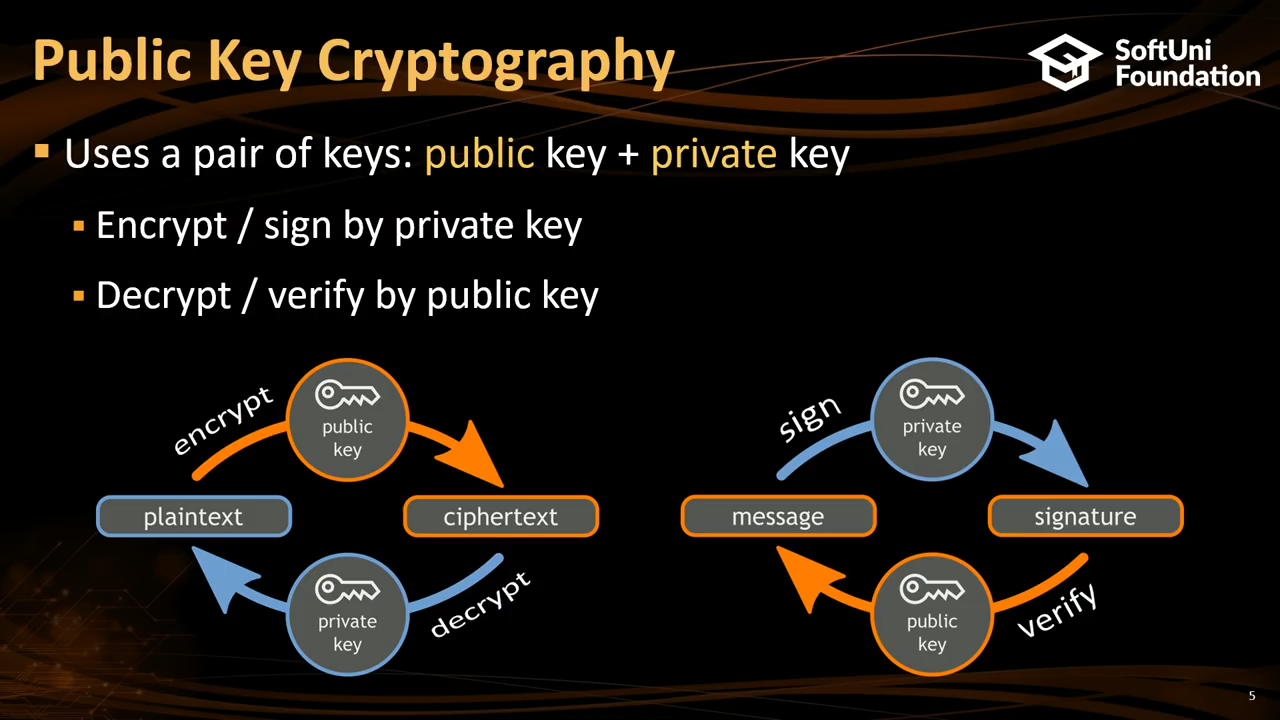 Public Key Cryptography
SoftUni
Foundation
Uses a pair of keys: public key + private key
Encrypt / sign by private key
Decrypt / verify by public key
encrypt
public
key
plaintext
ciphertext
private
key
decrypt
sign
private
key
message
signature
public
key
verify
5